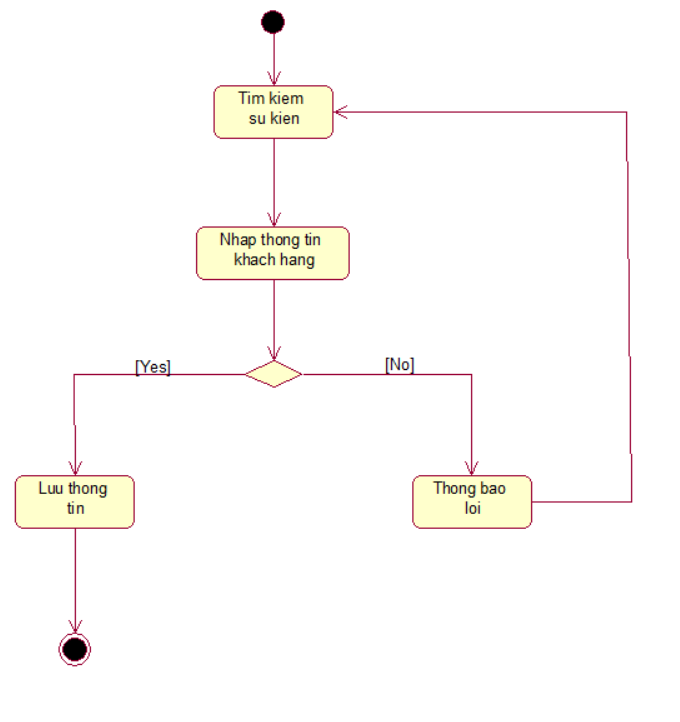 Tim kiem
su kien
Nhap thong tin
khach hang
[Yes]
[No]
Luu thong
tin
Thong bao
loi